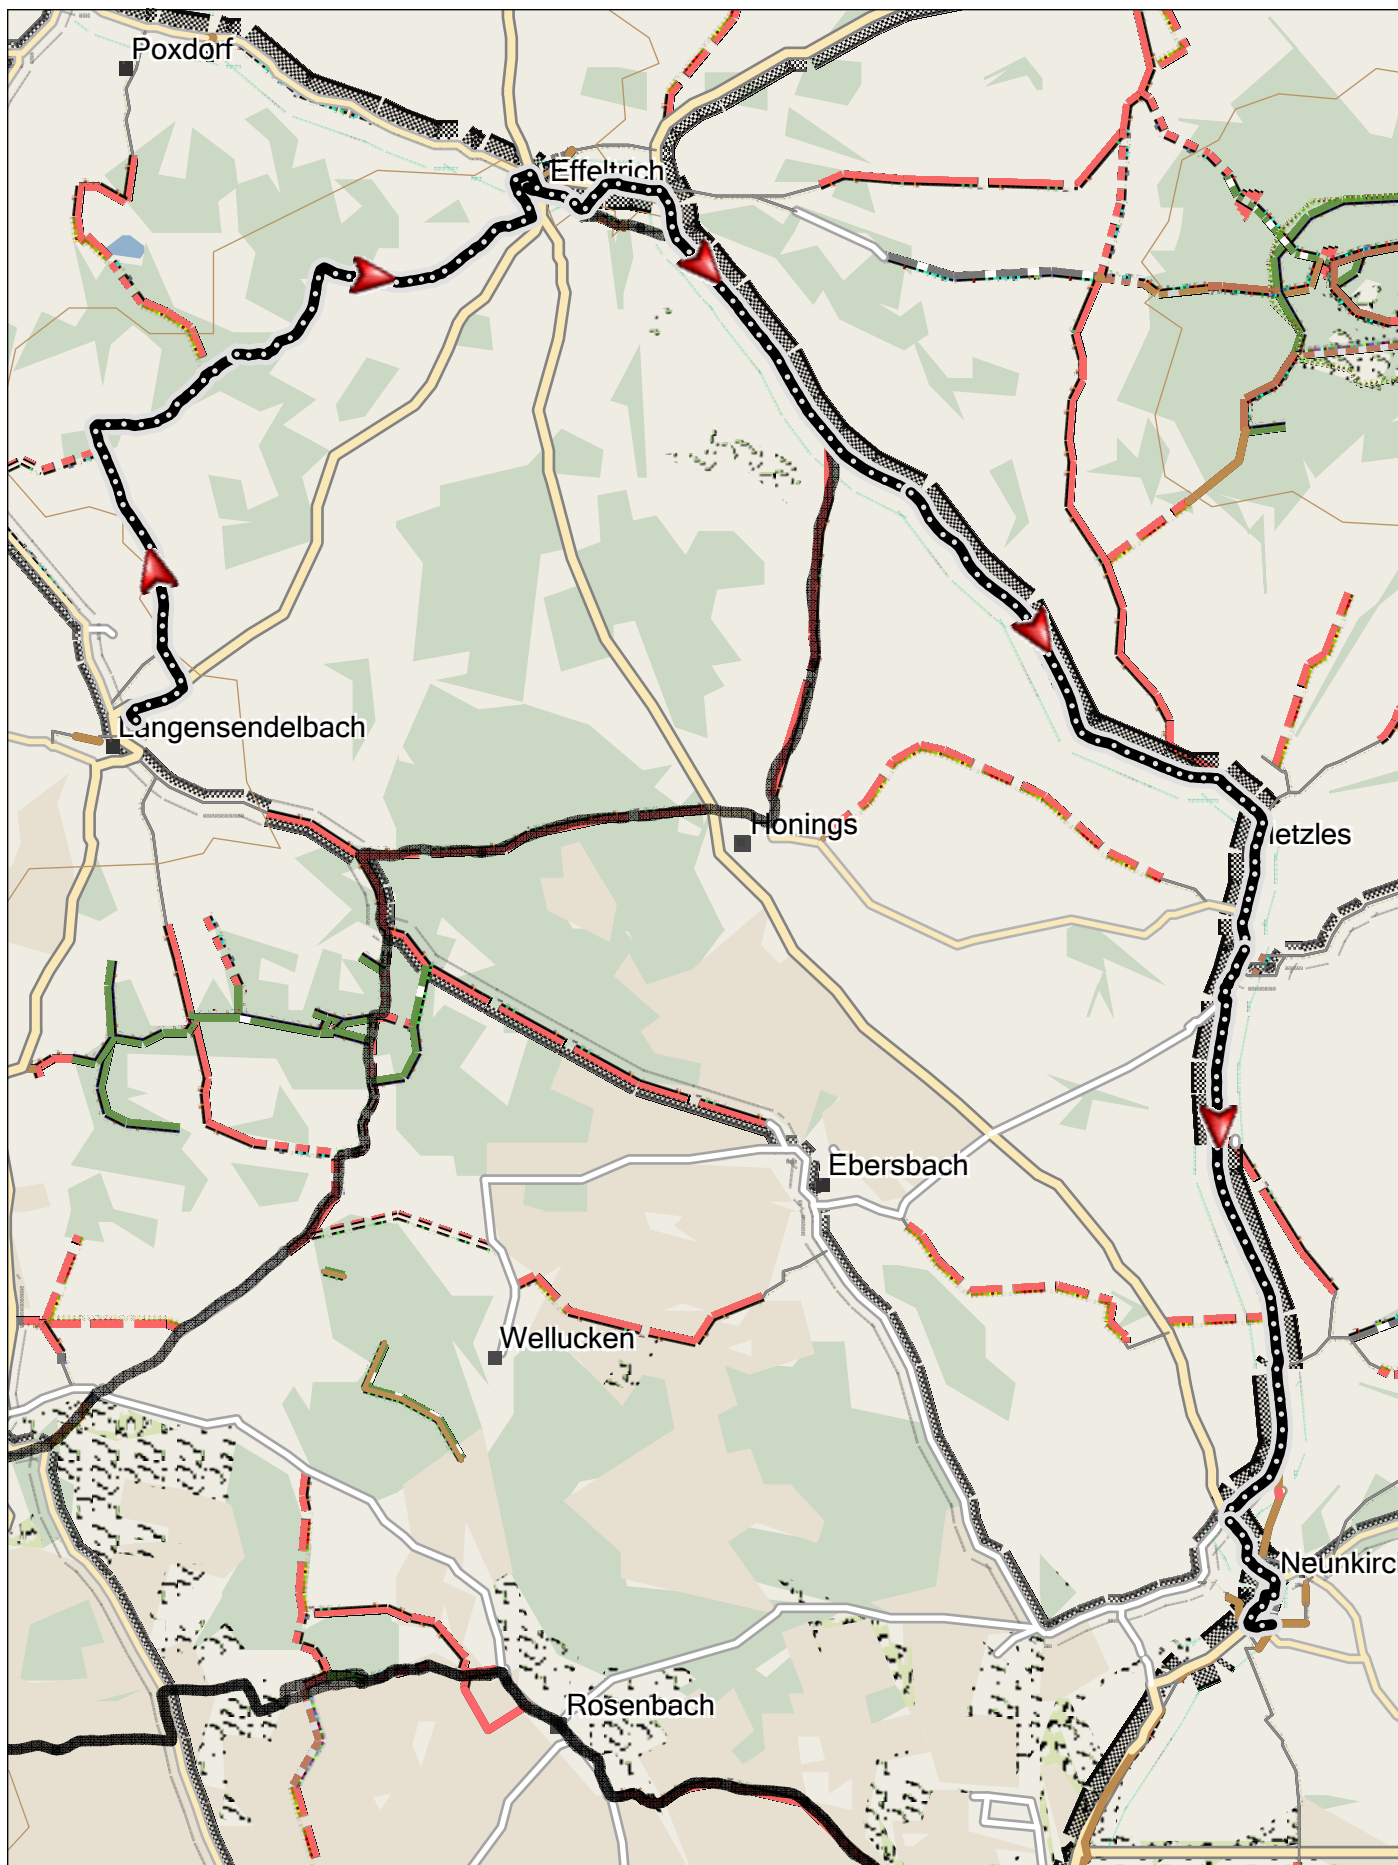 Poxdorf
Effeltrich
Langensendelbach
Honings
letzles
Ebersbach
Wellucken
Neunkirc
Rosenbach